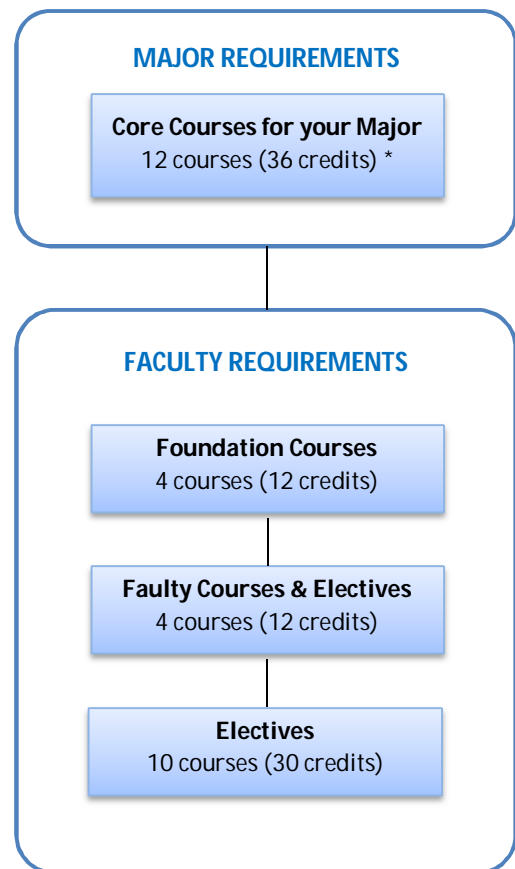 MAJOR REQUIREMENTS
Core Courses for your Major
12 courses (36 credits) *
FACULTY REQUIREMENTS
Foundation Courses
4 courses (12 credits)
Faulty Courses & Electives
4 courses (12 credits)
Electives
10 courses (30 credits)